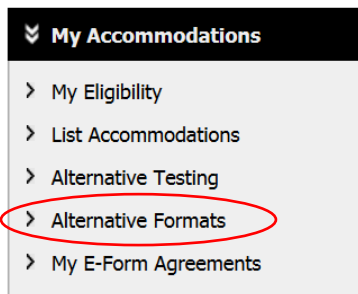 My Accommodations
My Eligibility
List Accommodations
Alternative Testing
Alternative Formats
My E-Form Agreements